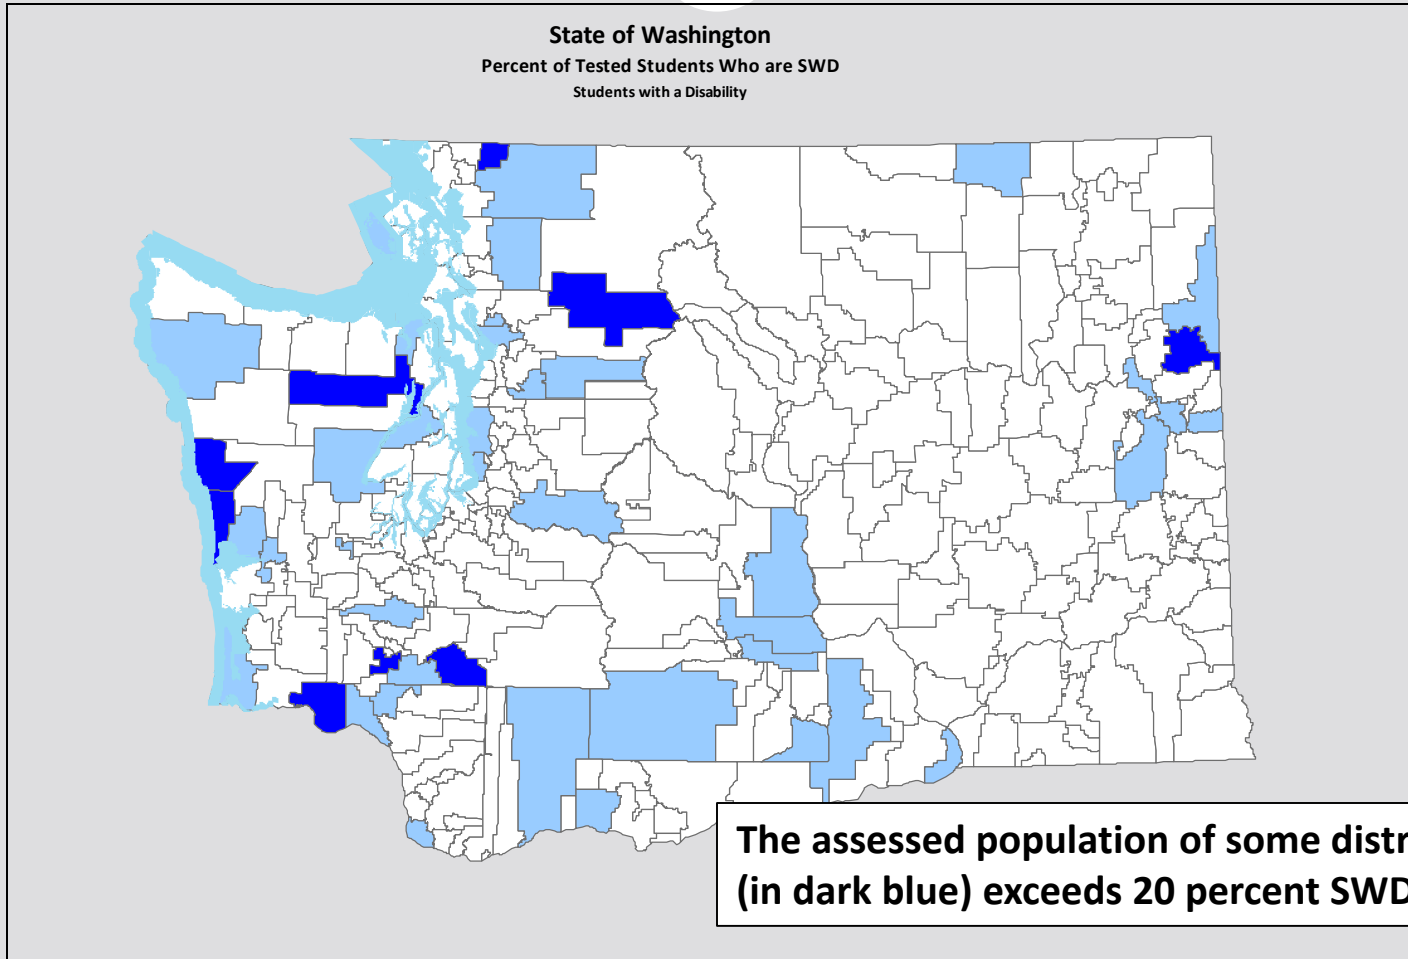 State of Washington
Percent of Tested Students Who are SWD
Students with a Disability
The assessed population of some distr
(in dark blue) exceeds 20 percent SWD